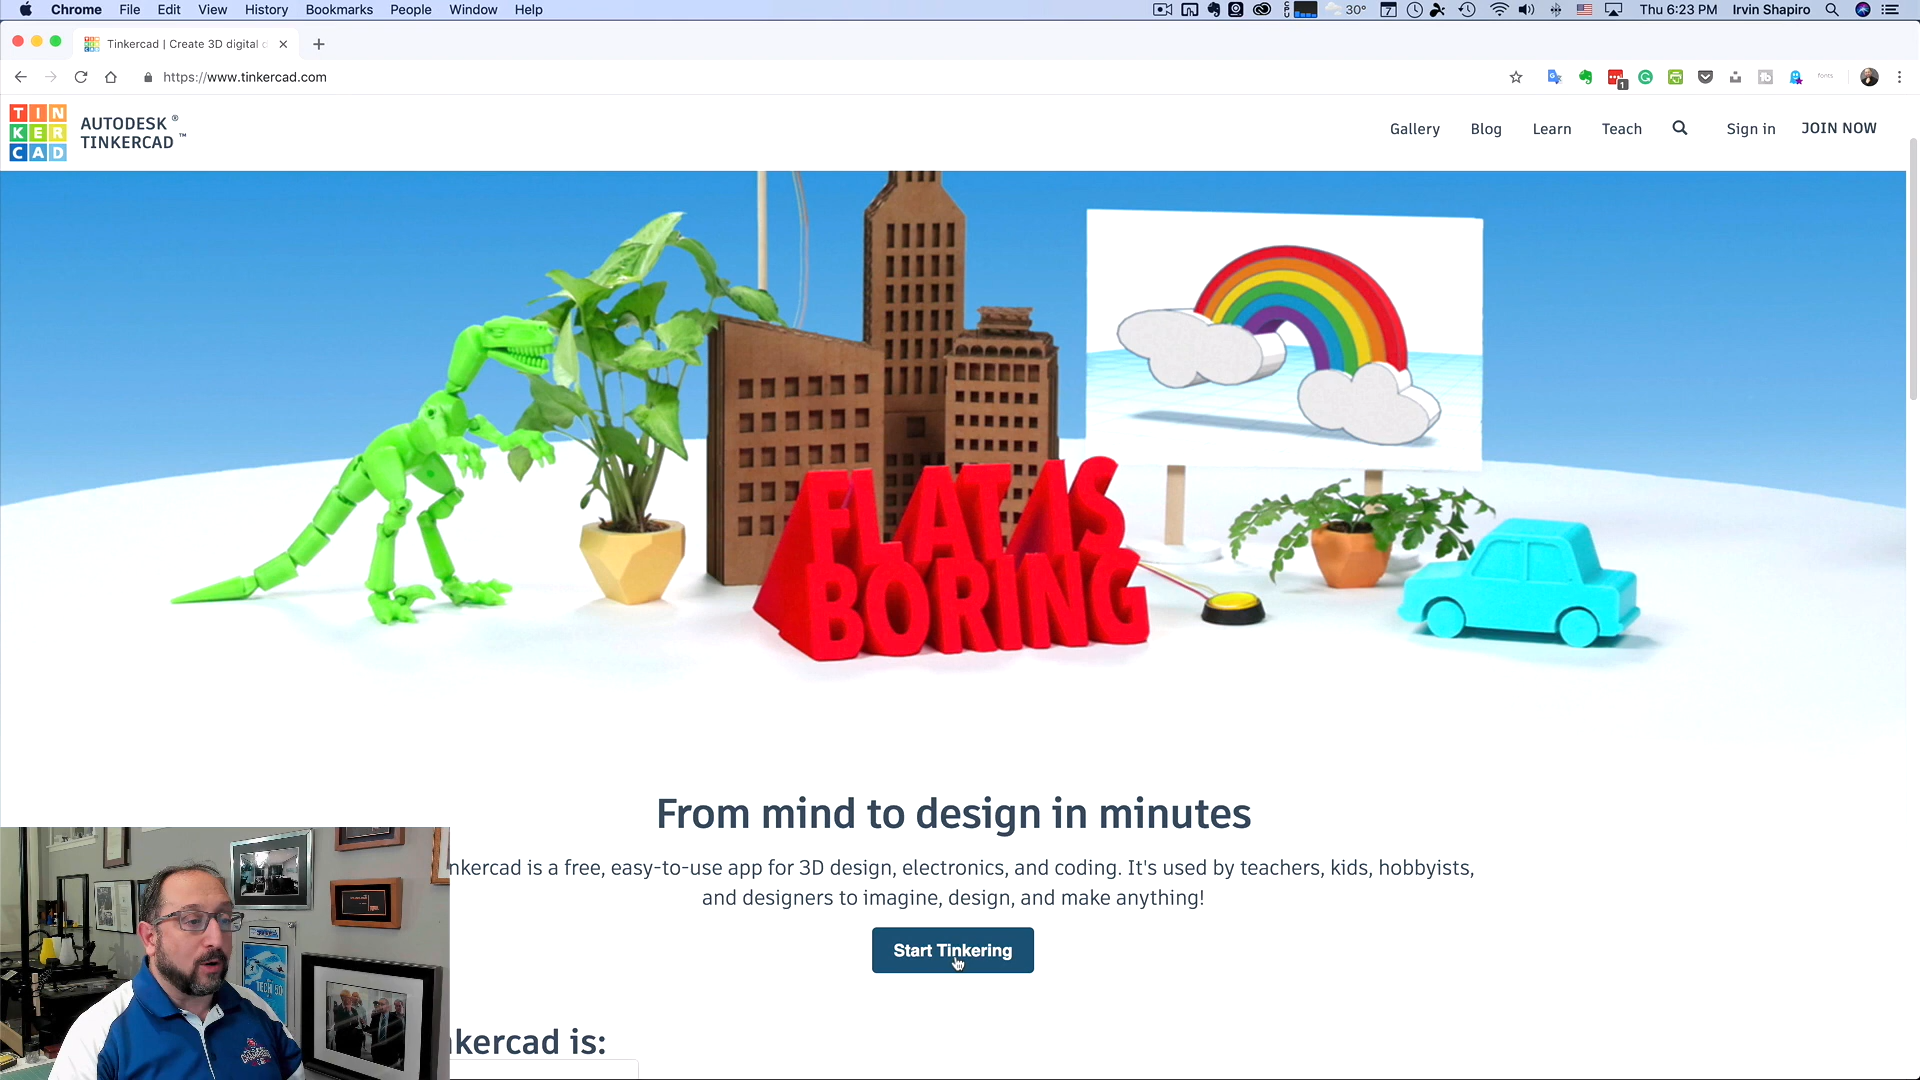 Chrome File Edit View History Bookmarks People Window Help
30° Thu 6:23 PM Irvin Shapiro
Tinkercad | Create 3D digital
https://www.tinkercad.com
TIN
KER
CAD
AUTODESK ®
TINKERCAD ™
Gallery Blog Learn Teach Sign in JOIN NOW
FLAT IS
BORING
From mind to design in minutes
nkercad is a free, easy-to-use app for 3D design, electronics, and coding. It's used by teachers, kids, hobbyists,
and designers to imagine, design, and make anything!
Start Tinkering
TECH 50
nkercad is: